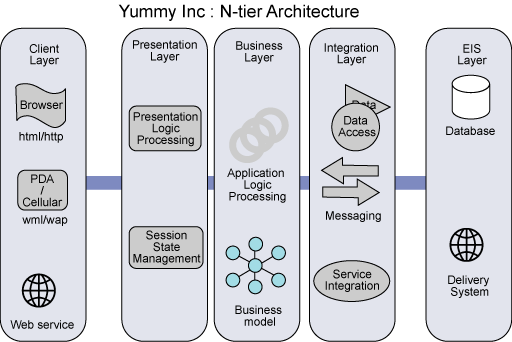 Yummy Inc : N-tier Architecture
Client
Layer
Browser
html/http
PDA
/
Cellular
wml/wap
Web service
Presentation
Layer
Presentation
Logic
Processing
Session
State
Management
Business
Layer
Application
Logic
Processing
Business
model
Integration
Layer
Data
Data
Access
Messaging
Service
Integration
EIS
Layer
Database
Delivery
System